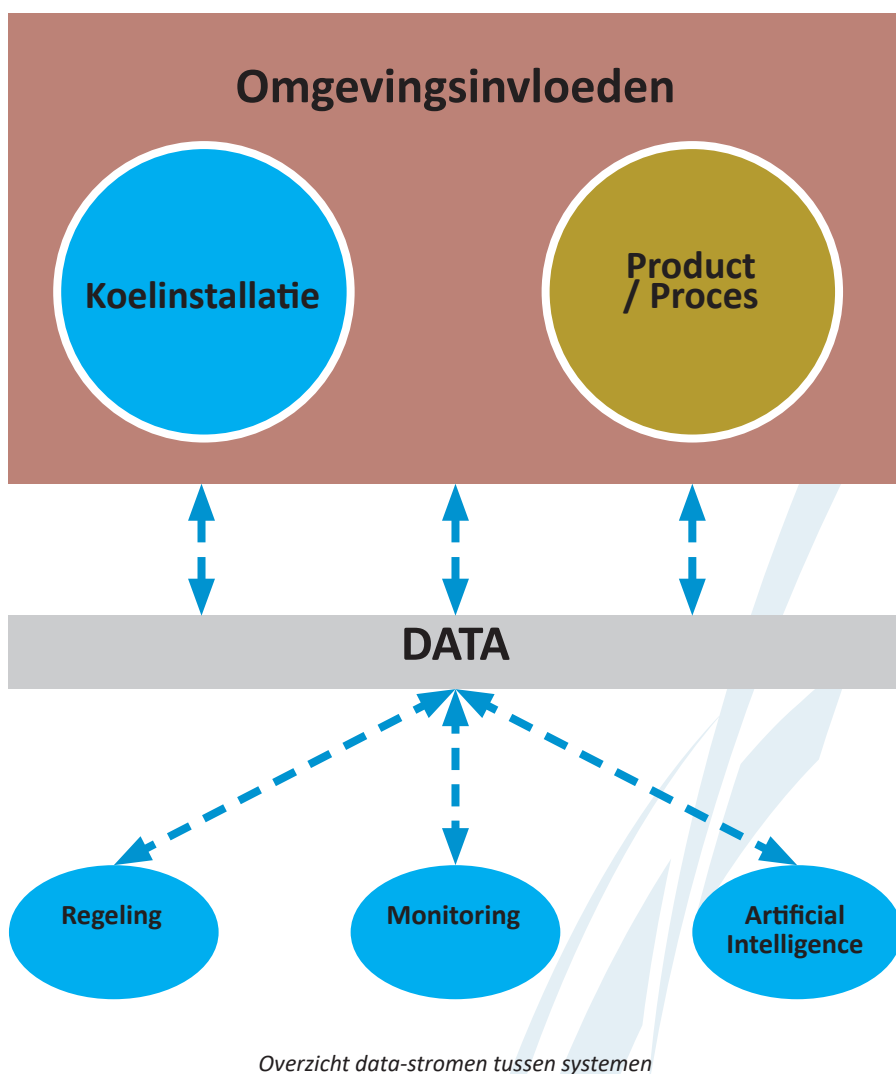 Omgevingsinvloeden
Koelinstallatie
Product
/ Proces
DATA
Regeling
Monitoring
Artificial
Intelligence
Overzicht data-stromen tussen systemen